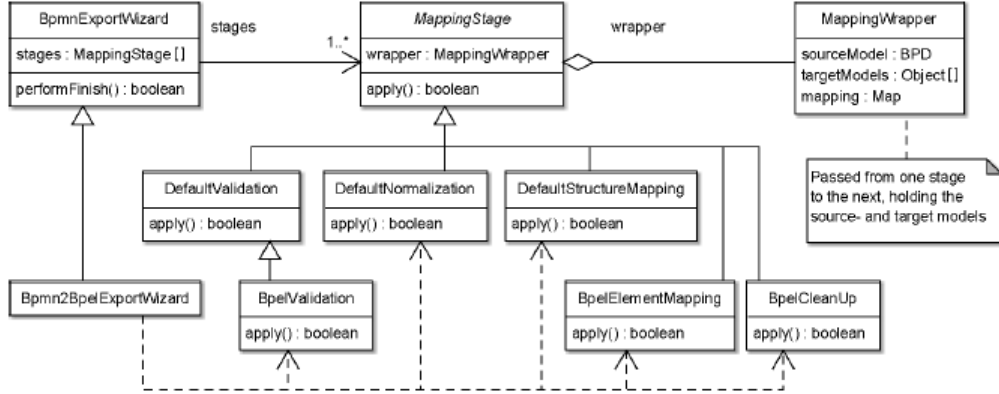 BpmnExportWizard
stages : MappingStage []
performFinish() : boolean
stages
1..*
MappingStage
wrapper : MappingWrapper
apply() : boolean
wrapper
MappingWrapper
sourceModel : BPD
targetModels : Object []
mapping : Map
Passed from one stage
to the next, holding the
source- and target models
DefaultValidation
apply() : boolean
DefaultNormalization
apply() : boolean
DefaultStructureMapping
apply() : boolean
Bpmn2BpelExportWizard
BpelValidation
apply() : boolean
BpelElementMapping
apply() : boolean
BpelCleanUp
apply() : boolean